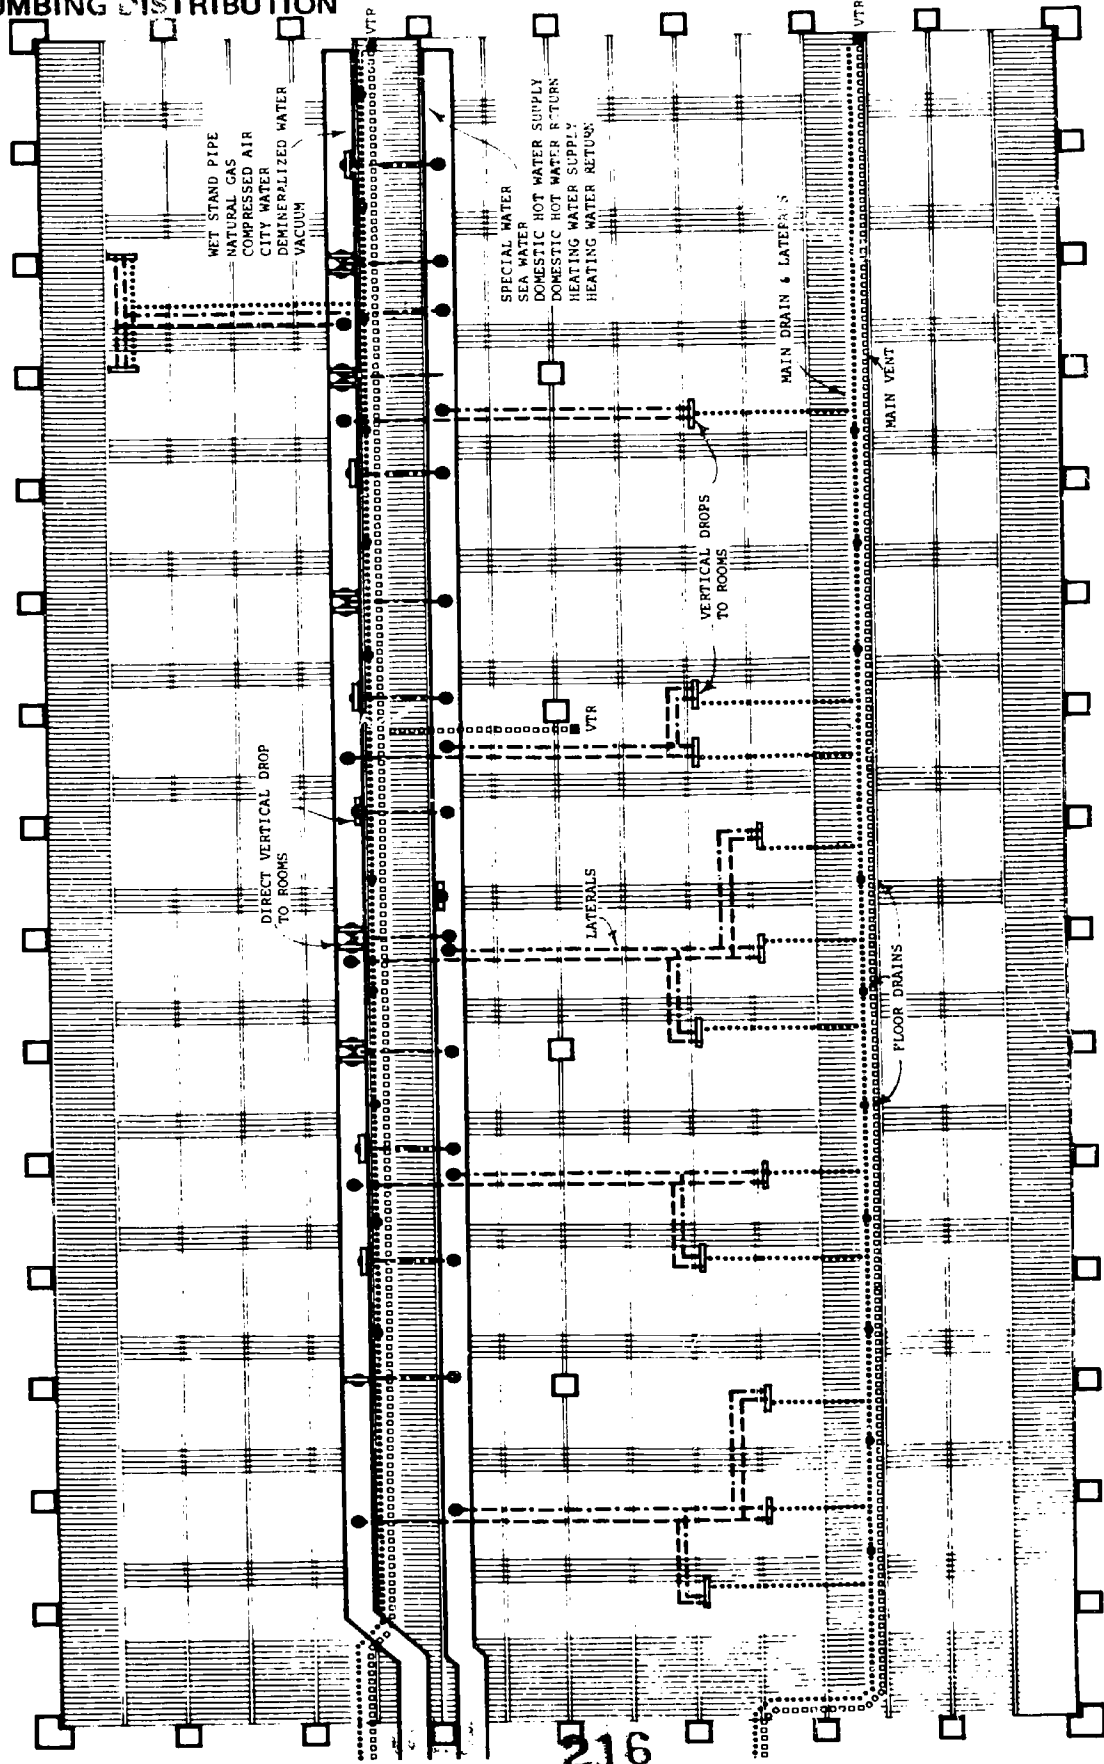 PLUMBING DISTRIBUTION
VTR
VTR
WET STAND PIPE
NATURAL GAS
COMPRESSED AIR
CITY WATER
DEMINERALIZED WATER
VACUUM
SPECIAL WATER
SEA WATER
DOMESTIC HOT WATER SUPPLY
DOMESTIC HOT WATER RETURN
HEATING WATER SUPPLY
HEATING WATER RETURN
MAIN DRAIN & LATERALS
MAIN VENT
VERTICAL DROPS
TO ROOMS
VTR
DIRECT VERTICAL DROP
TO ROOMS
LATERALS
FLOOR DRAINS
216